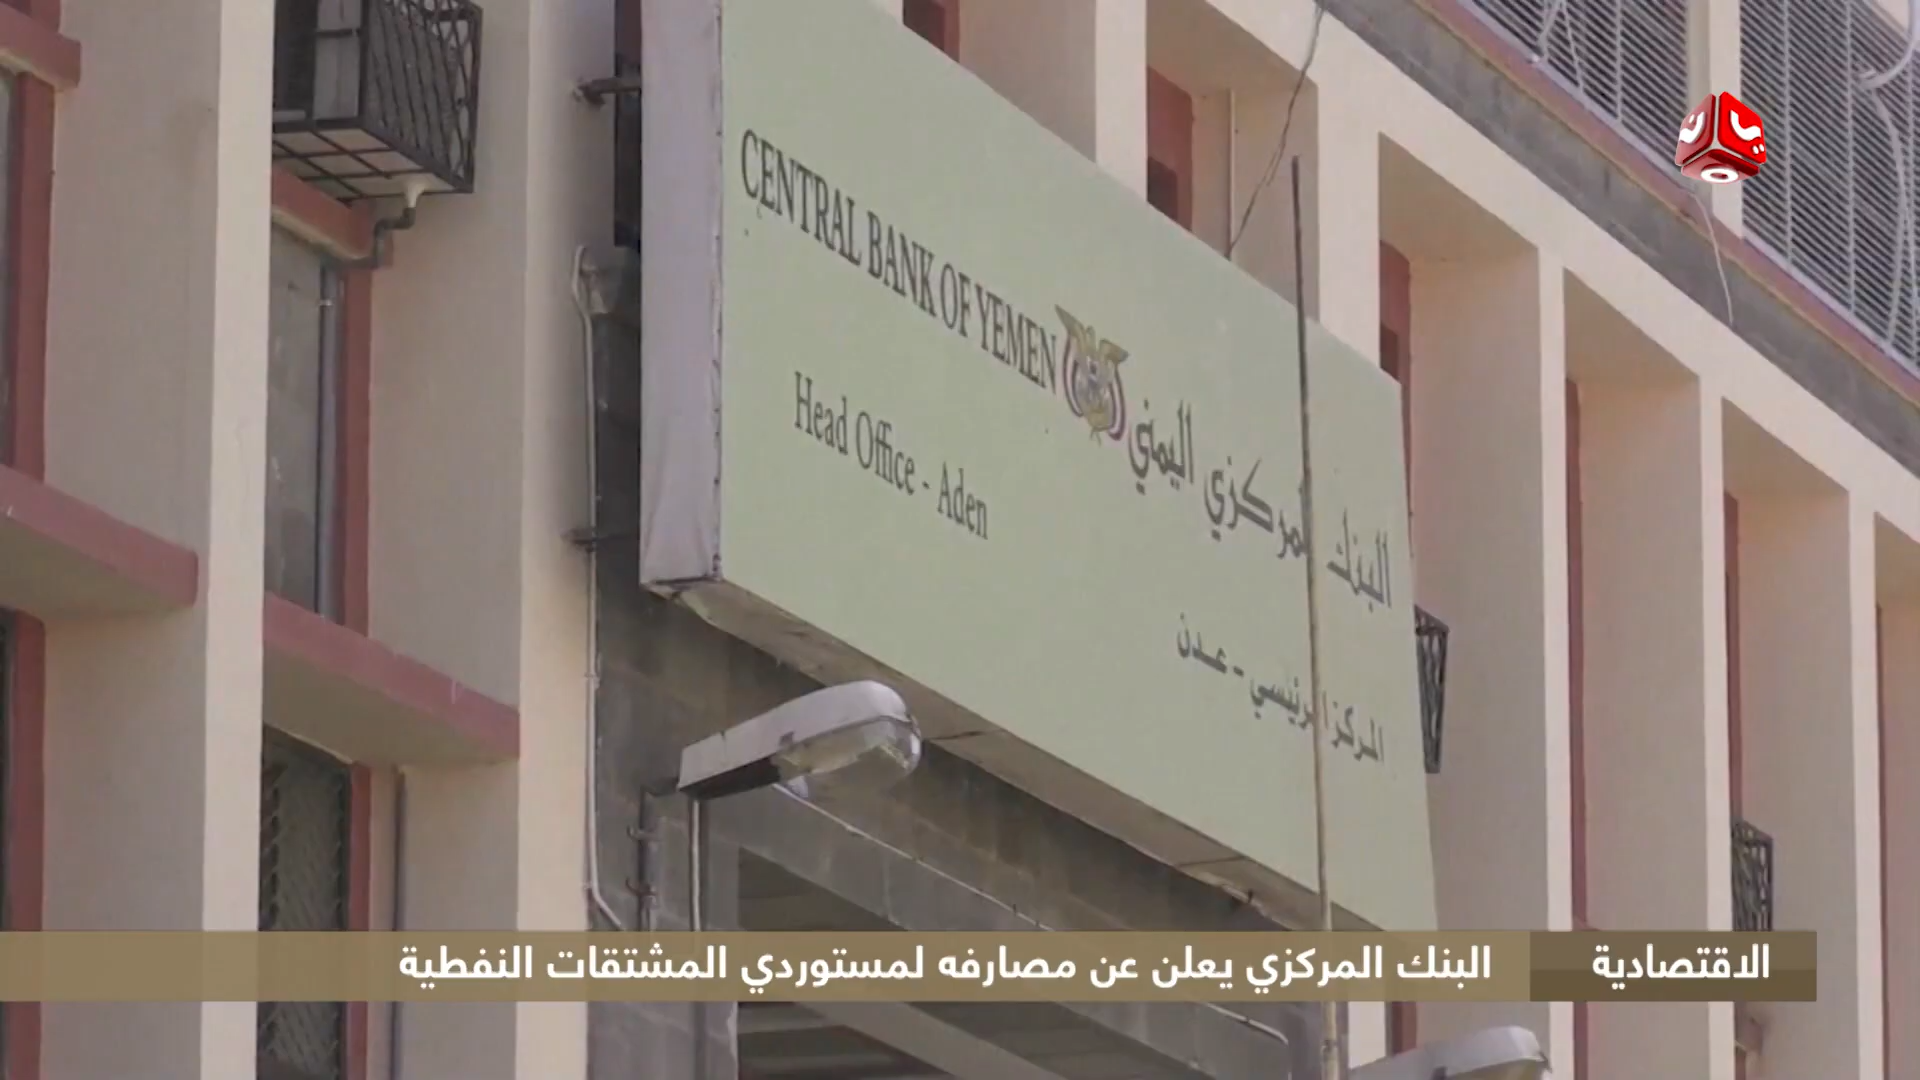 CENTRAL BANK OF YEMEN
البنك المركزي اليمني
Head Office - Aden
المركز الرئيسي - عدن
الاقتصادية
البنك المركزي يعلن عن مصارفه لمستوردي المشتقات النفطية